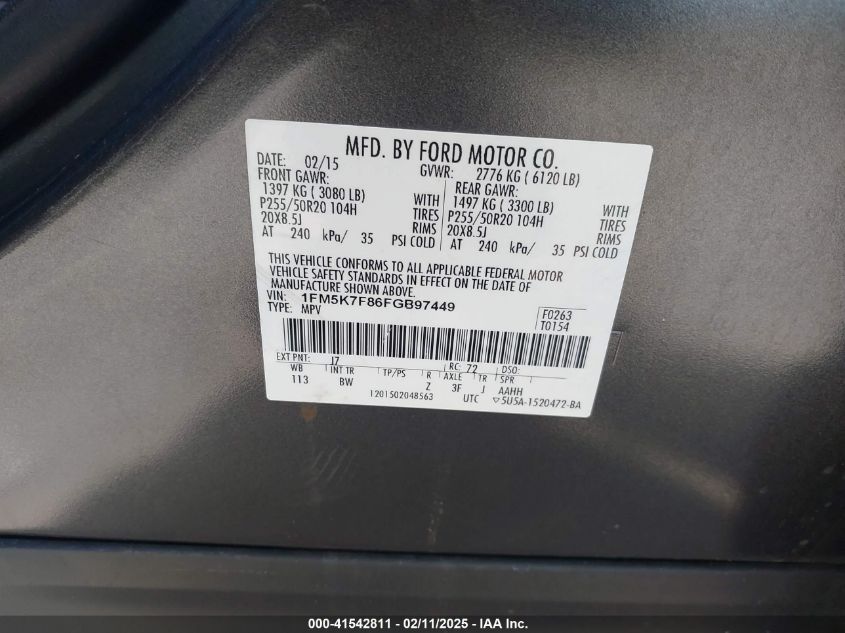 MFD. BY FORD MOTOR CO.
DATE: 02/15 GVWR: 2776 KG ( 6120 LB)
FRONT GAWR: REAR GAWR:
1397 KG ( 3080 LB) WITH 1497 KG ( 3300 LB) WITH
P255/50R20 104H TIRES P255/50R20 104H TIRES
20X8.5J RIMS 20X8.5J RIMS
AT 240 kPa/ 35 PSI COLD AT 240 kPa/ 35 PSI COLD
THIS VEHICLE CONFORMS TO ALL APPLICABLE FEDERAL MOTOR
VEHICLE SAFETY STANDARDS IN EFFECT ON THE DATE OF
MANUFACTURE SHOWN ABOVE.
VIN: 1FM5K7F86FGB97449
TYPE: MPV
F0263
T0154
EXT PNT: J7 RC: 72 DSO:
WB INT TR TP/PS R AXLE TR SPR
113 BW Z 3F J AAHH
1201502048563 UTC ▽5U5A-1520472-BA
000-41542811 - 02/11/2025 - IAA Inc.